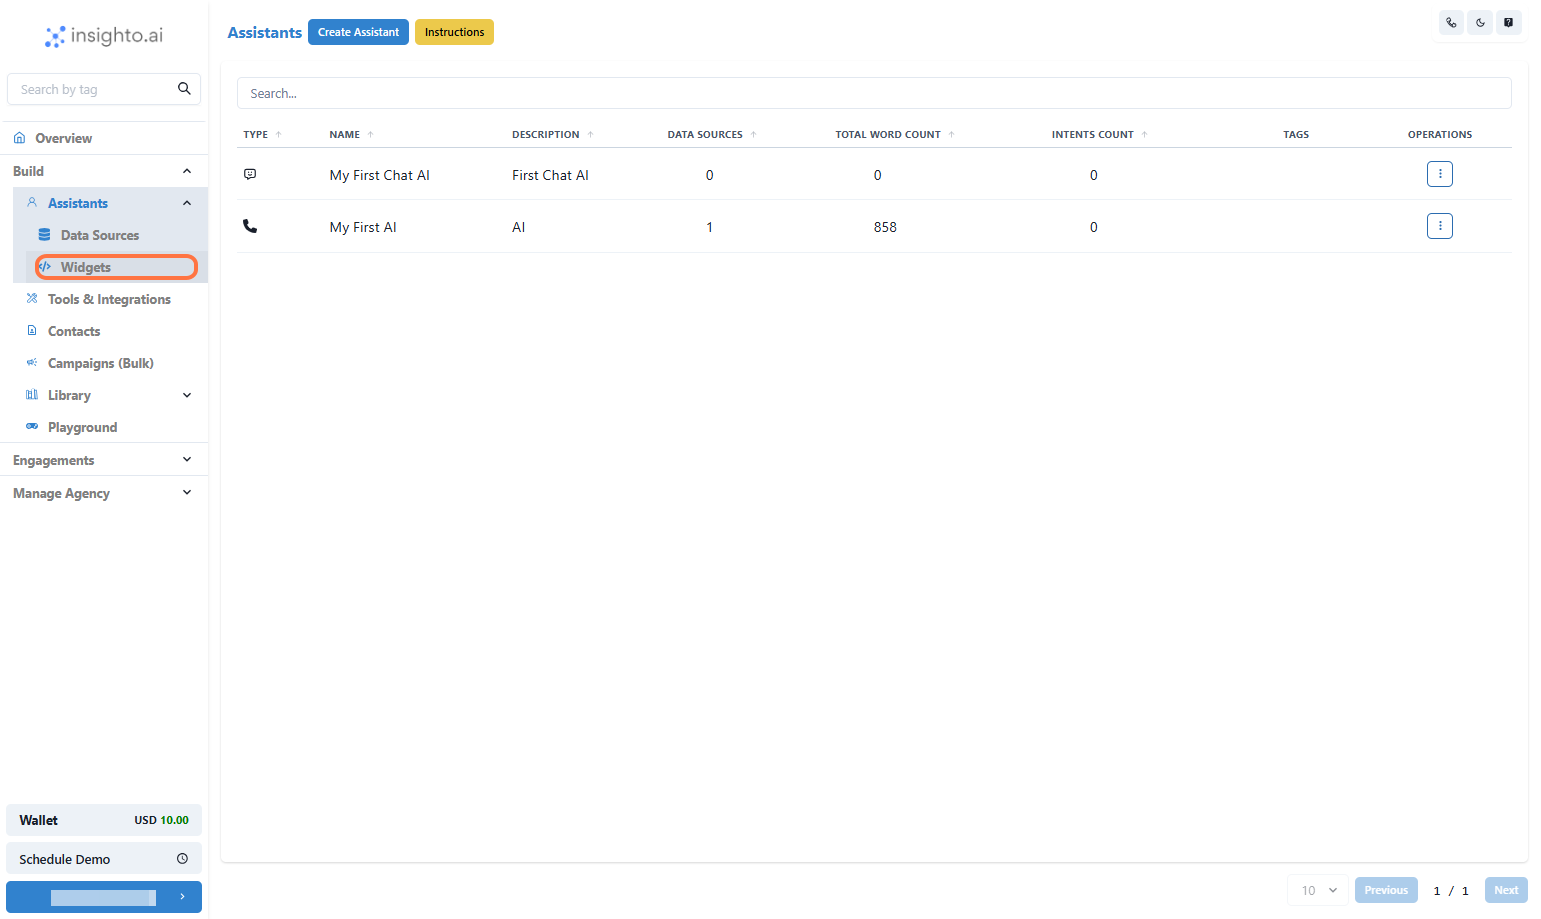 insighto.ai
Search by tag
Overview
Build
Assistants
Data Sources
Widgets
Tools & Integrations
Contacts
Campaigns (Bulk)
Library
Playground
Engagements
Manage Agency
Wallet USD 10.00
Schedule Demo
Assistants Create Assistant Instructions
Search...
TYPE NAME DESCRIPTION DATA SOURCES TOTAL WORD COUNT INTENTS COUNT TAGS OPERATIONS
My First Chat AI First Chat AI 0 0 0
My First AI AI 1 858 0
10 Previous 1 / 1 Next